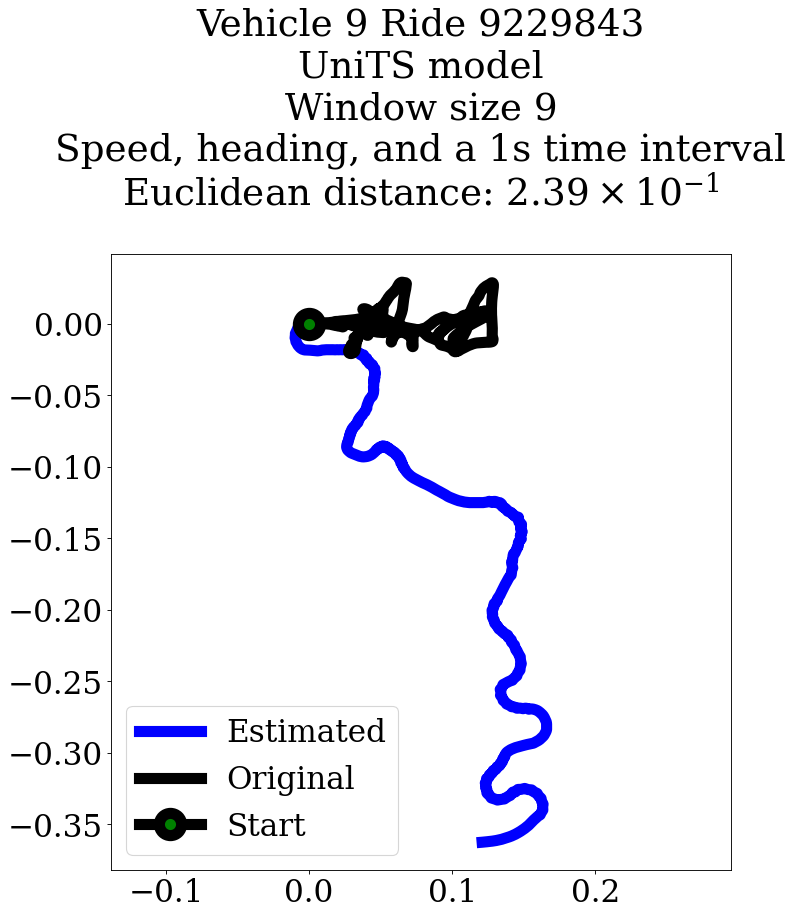 Vehicle 9 Ride 9229843
UniTS model
Window size 9
Speed, heading, and a 1s time interval
Euclidean distance: 2.39 × 10⁻¹
0.00
−0.05
−0.10
−0.15
−0.20
−0.25
−0.30
−0.35
Estimated
Original
Start
−0.1 0.0 0.1 0.2